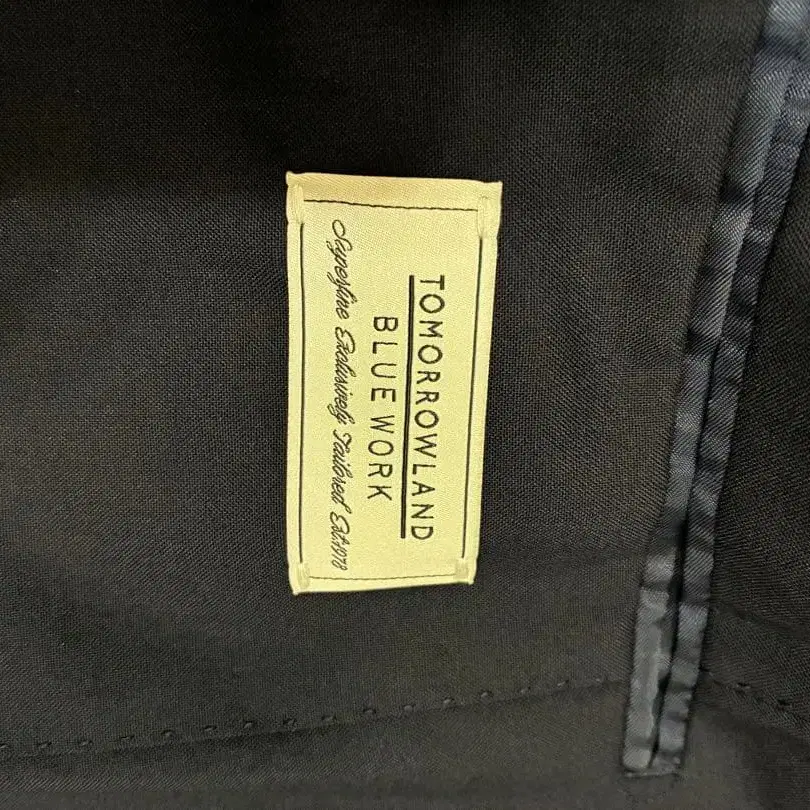 TOMORROWLAND
BLUE WORK
Superfine Exclusively Tailored Est.1978